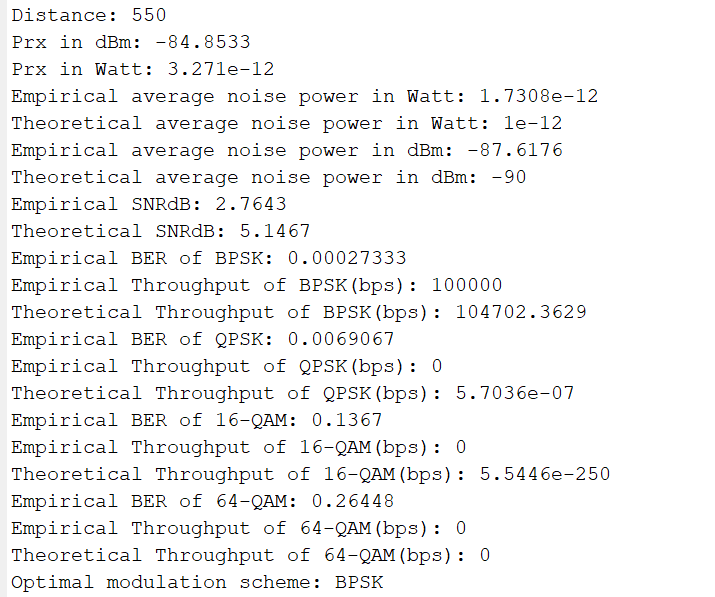 Distance: 550
Prx in dBm: -84.8533
Prx in Watt: 3.271e-12
Empirical average noise power in Watt: 1.7308e-12
Theoretical average noise power in Watt: 1e-12
Empirical average noise power in dBm: -87.6176
Theoretical average noise power in dBm: -90
Empirical SNRdB: 2.7643
Theoretical SNRdB: 5.1467
Empirical BER of BPSK: 0.00027333
Empirical Throughput of BPSK(bps): 100000
Theoretical Throughput of BPSK(bps): 104702.3629
Empirical BER of QPSK: 0.0069067
Empirical Throughput of QPSK(bps): 0
Theoretical Throughput of QPSK(bps): 5.7036e-07
Empirical BER of 16-QAM: 0.1367
Empirical Throughput of 16-QAM(bps): 0
Theoretical Throughput of 16-QAM(bps): 5.5446e-250
Empirical BER of 64-QAM: 0.26448
Empirical Throughput of 64-QAM(bps): 0
Theoretical Throughput of 64-QAM(bps): 0
Optimal modulation scheme: BPSK